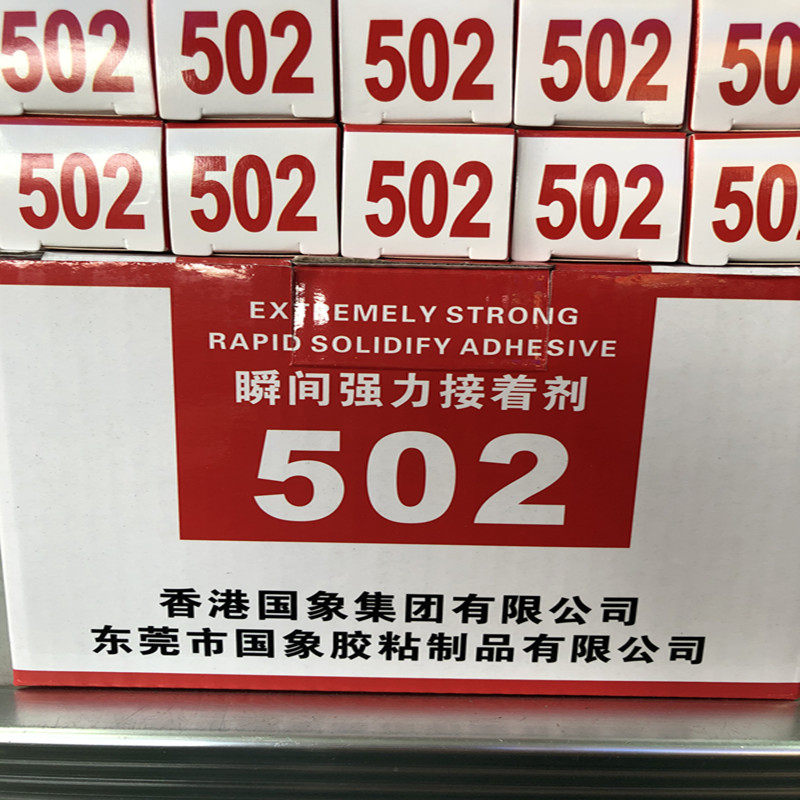 502 502 502 502 50
502 502 502 502 50
EXTREMELY STRONG
RAPID SOLIDIFY ADHESIVE
瞬间强力接着剂
502
香港国象集团有限公司
东莞市国象胶粘制品有限公司